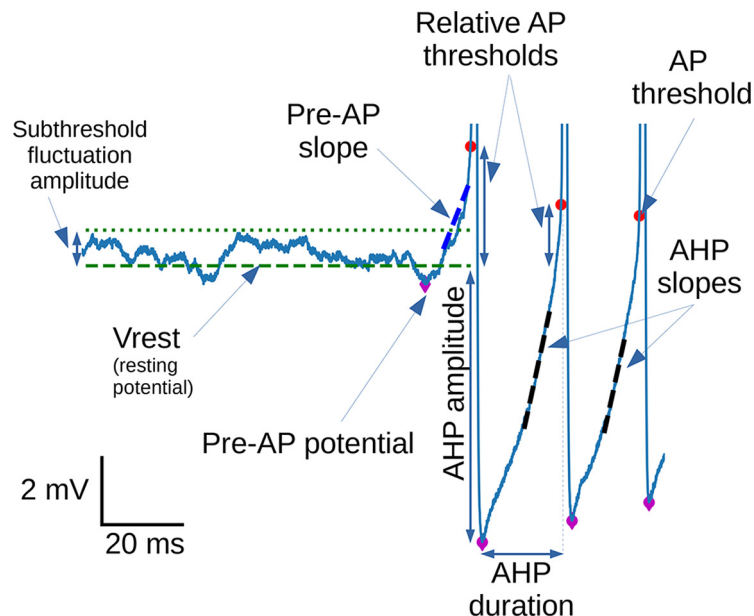 Relative AP
thresholds
AP
threshold
Pre-AP
slope
Subthreshold
fluctuation
amplitude
AHP
slopes
Vrest
(resting
potential)
AHP amplitude
Pre-AP potential
2 mV
20 ms
AHP
duration